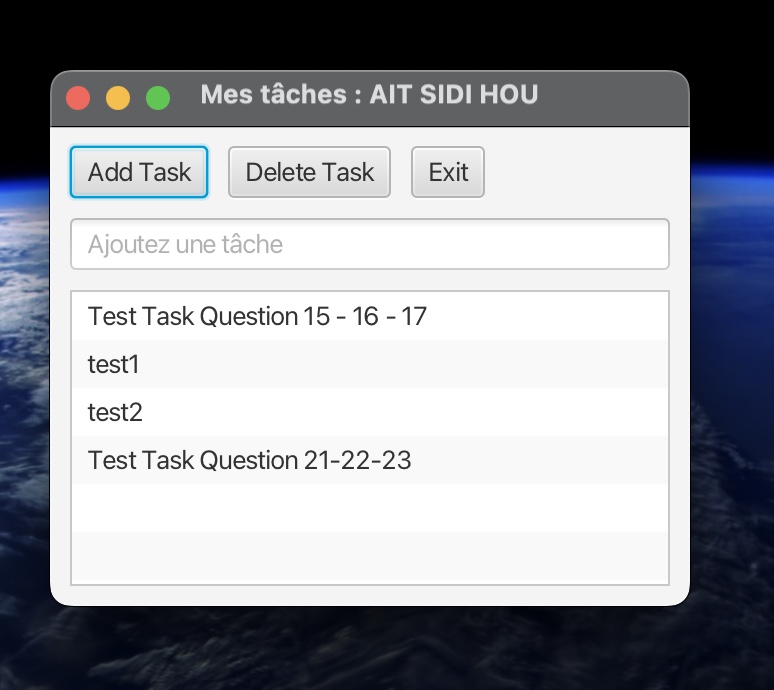 Mes tâches : AIT SIDI HOU
Add Task Delete Task Exit
Ajoutez une tâche
Test Task Question 15 - 16 - 17
test1
test2
Test Task Question 21-22-23